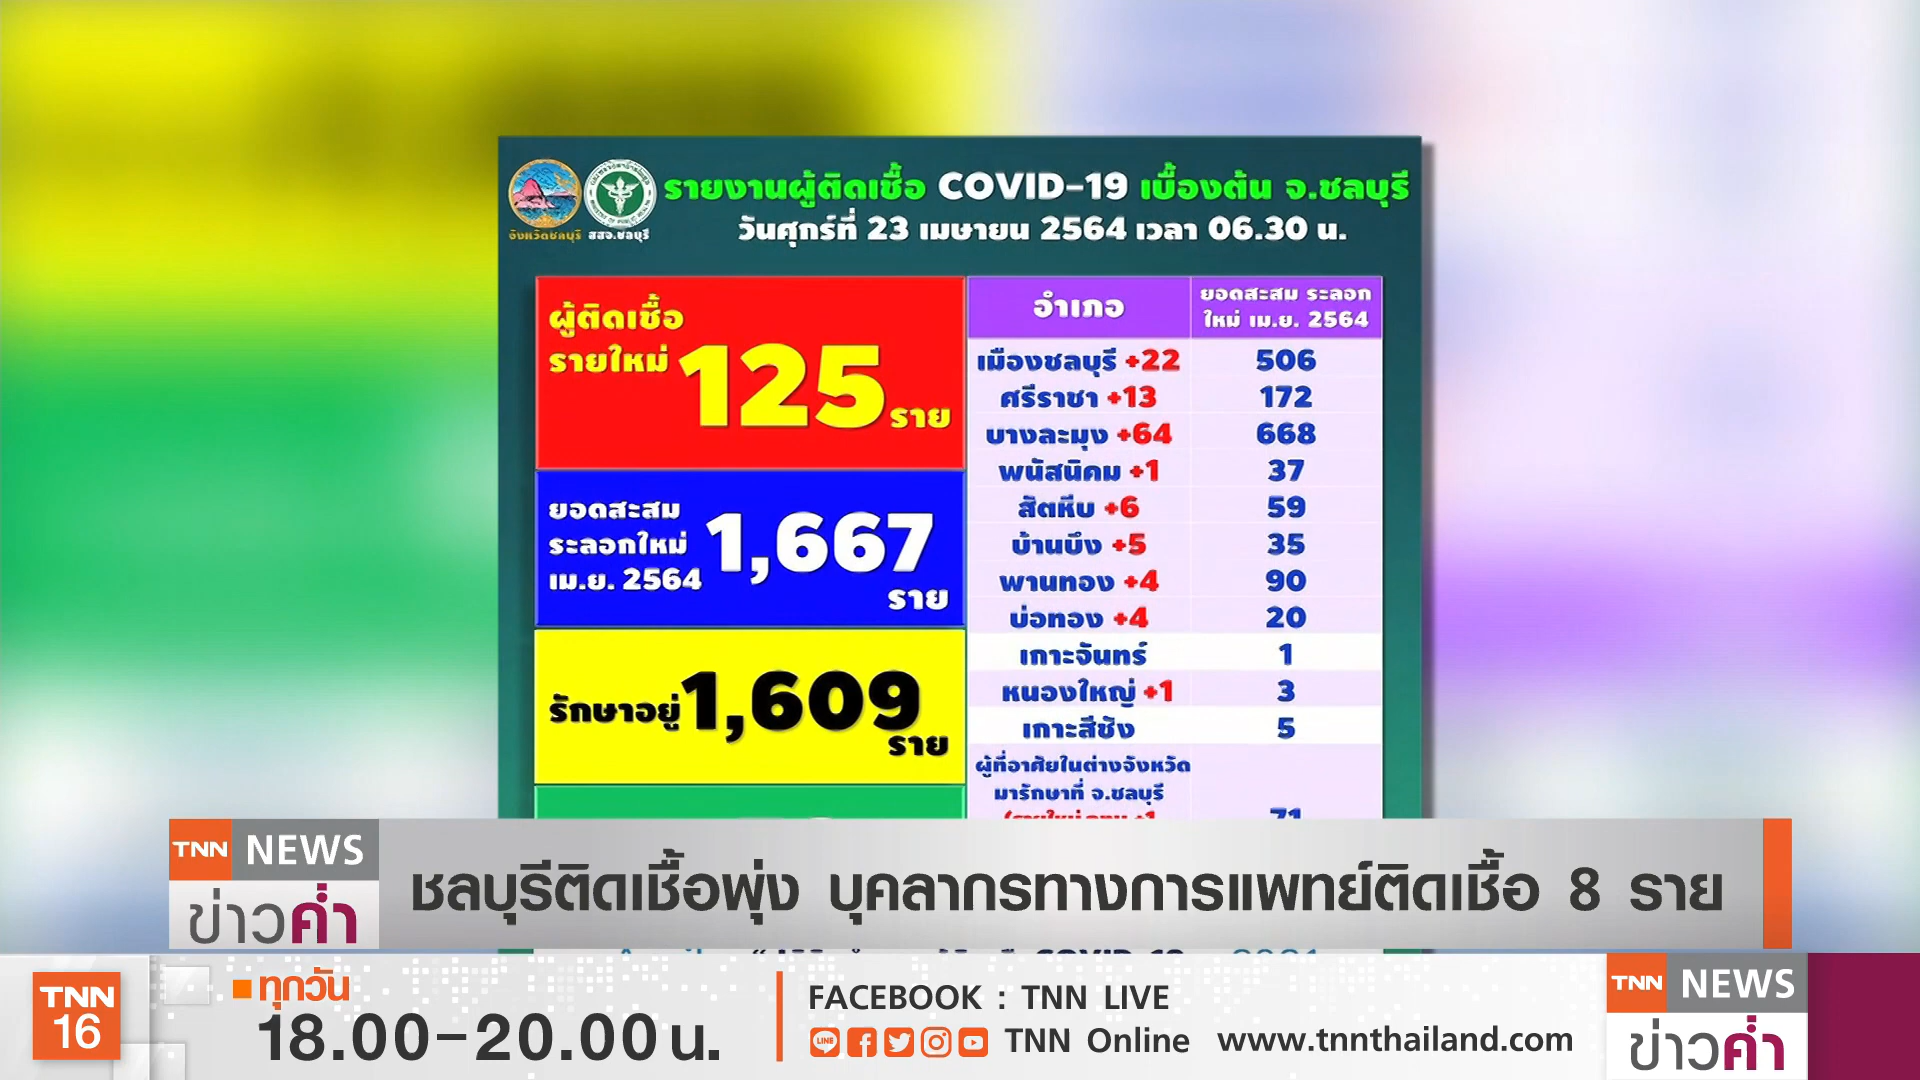 รายงานผู้ติดเชื้อ COVID-19 เบื้องต้น จ.ชลบุรี
วันศุกร์ที่ 23 เมษายน 2564 เวลา 06.30 น.
จังหวัดชลบุรี สสจ.ชลบุรี
ผู้ติดเชื้อ
รายใหม่ 125 ราย
ยอดสะสม
ระลอกใหม่
เม.ย. 2564 1,667 ราย
รักษาอยู่ 1,609 ราย
อำเภอ ยอดสะสม ระลอก
ใหม่ เม.ย. 2564
เมืองชลบุรี +22 506
ศรีราชา +13 172
บางละมุง +64 668
พนัสนิคม +1 37
สัตหีบ +6 59
บ้านบึง +5 35
พานทอง +4 90
บ่อทอง +4 20
เกาะจันทร์ 1
หนองใหญ่ +1 3
เกาะสีชัง 5
ผู้ที่อาศัยในต่างจังหวัด
มารักษาที่ จ.ชลบุรี
71
TNN NEWS
ข่าวค่ำ
ชลบุรีติดเชื้อพุ่ง บุคลากรทางการแพทย์ติดเชื้อ 8 ราย
TNN
16
ทุกวัน
18.00-20.00 น.
FACEBOOK : TNN LIVE
LINE TNN Online www.tnnthailand.com
TNN NEWS
ข่าวค่ำ